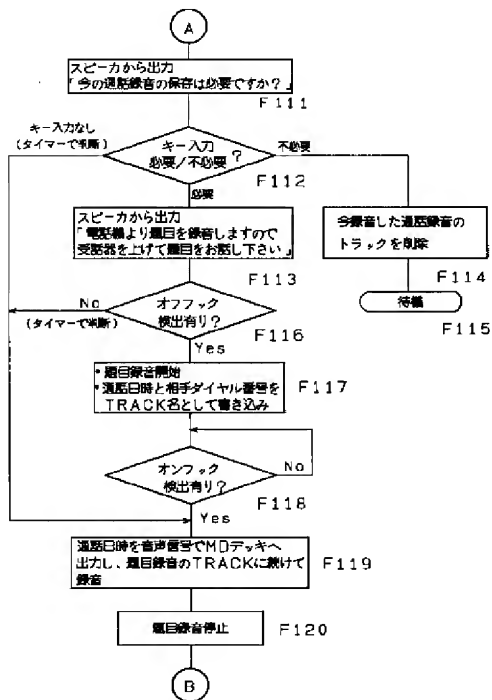 A
スピーカから出力
「今の通話録音の保存は必要ですか？」
F111
キー入力なし
(タイマーで判断)
キー入力
必要/不必要?
不必要
F112
必要
スピーカから出力
「電話機より題目を録音しますので
受話器を上げて題目をお話し下さい」
F113
今録音した通話録音の
トラックを削除
F114
待機
F115
No
(タイマーで判断)
オフフック
検出有り?
F116
Yes
・題目録音開始
・通話日時と相手ダイヤル番号を
TRACK名として書き込み
F117
オンフック
検出有り?
No
F118
Yes
通話日時を音声信号でMDデッキへ
出力し、題目録音のTRACKに続けて
録音
F119
題目録音停止
F120
B